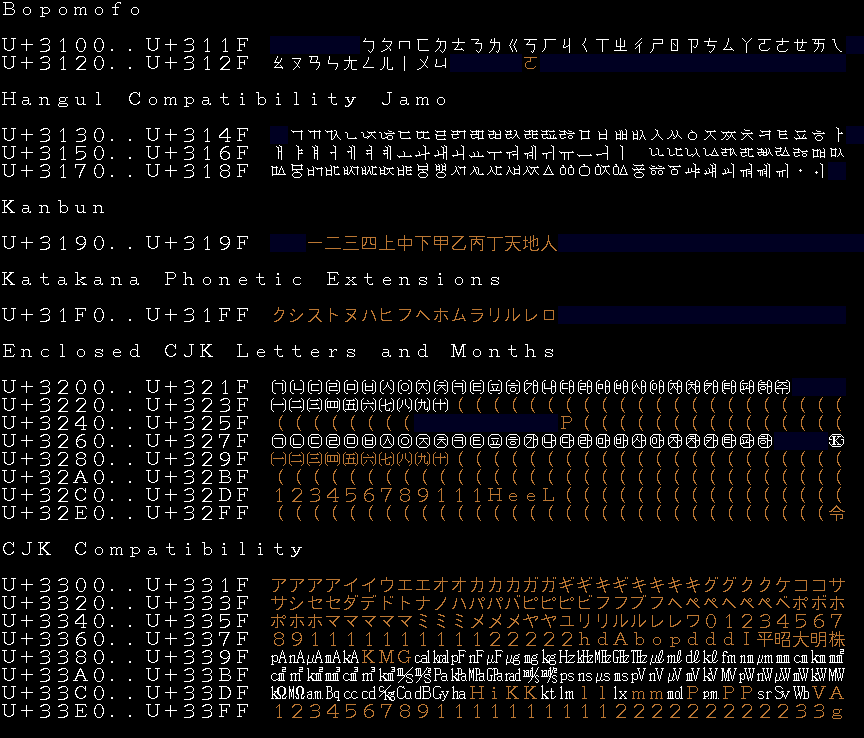 Bopomofo
U+3100..U+311F ㄅㄆㄇㄈㄉㄊㄋㄌㄍㄎㄏㄐㄑㄒㄓㄔㄕㄖㄗㄘㄙㄚㄛㄜㄝㄞㄟ
U+3120..U+312F ㄠㄡㄢㄣㄤㄥㄦㄧㄨㄩ ㄮ
Hangul Compatibility Jamo
U+3130..U+314F ㄱㄲㄳㄴㄵㄶㄷㄸㄹㄺㄻㄼㄽㄾㄿㅀㅁㅂㅃㅄㅅㅆㅇㅈㅉㅊㅋㅌㅍㅎㅏ
U+3150..U+316F ㅐㅑㅒㅓㅔㅕㅖㅗㅘㅙㅚㅛㅜㅝㅞㅟㅠㅡㅢㅣ ㅥㅦㅧㅨㅩㅪㅫㅬㅭㅮㅯ
U+3170..U+318F ㅰㅱㅲㅳㅴㅵㅶㅷㅸㅹㅺㅻㅼㅽㅾㅿㆀㆁㆂㆃㆄㆅㆆㆇㆈㆉㆊㆋㆌㆍㆎ
Kanbun
U+3190..U+319F 一二三四上中下甲乙丙丁天地人
Katakana Phonetic Extensions
U+31F0..U+31FF クシストヌハヒフヘホムラリルレロ
Enclosed CJK Letters and Months
U+3200..U+321F ㈀㈁㈂㈃㈄㈅㈆㈇㈈㈉㈊㈋㈌㈍㈎㈏㈐㈑㈒㈓㈔㈕㈖㈗㈘㈙㈚㈛㈜
U+3220..U+323F ㈠㈡㈢㈣㈤㈥㈦㈧㈨㈩((((((((((((((((((((((
U+3240..U+325F (((((((( P
U+3260..U+327F ㉠㉡㉢㉣㉤㉥㉦㉧㉨㉩㉪㉫㉬㉭㉮㉯㉰㉱㉲㉳㉴㉵㉶㉷㉸㉹㉺㉻ ㉿
U+3280..U+329F ㈠㈡㈢㈣㈤㈥㈦㈧㈨㈩((((((((((((((((((((((
U+32A0..U+32BF ((((((((((((((((((((((((((((((((
U+32C0..U+32DF 123456789111HeeL((((((((((((((((
U+32E0..U+32FF (((((((((((((((((((((((((((((((令
CJK Compatibility
U+3300..U+331F アアアアイイウエエオオカカカガガギギキギキキキキググククケココサ
U+3320..U+333F サシセセダデドトナノハパパバピピピビフフブフヘペペヘペペベポボホ
U+3340..U+335F ポホホマママママミミミメメメヤヤユリリルルレレワ01234567
U+3360..U+337F 89111111111122222hdAbopdddI平昭大明株
U+3380..U+339F ㎀㎁㎂㎃㎄KMG㎈㎉㎊㎋㎌㎍㎎㎏㎐㎑㎒㎓㎔㎕㎖㎗㎘㎙㎚㎛㎜㎝㎞㎟
U+33A0..U+33BF ㎠㎡㎢㎣㎤㎥㎦㎧㎨㎩㎪㎫㎬㎭㎮㎯㎰㎱㎲㎳㎴㎵㎶㎷㎸㎹㎺㎻㎼㎽㎾㎿
U+33C0..U+33DF ㏀㏁㏂㏃㏄㏅㏆㏇㏈㏉㏊HiKK㏏㏐lll㏓mm㏖P㏘PP㏛㏜㏝VA
U+33E0..U+33FF 1234567891111111111222222222233g